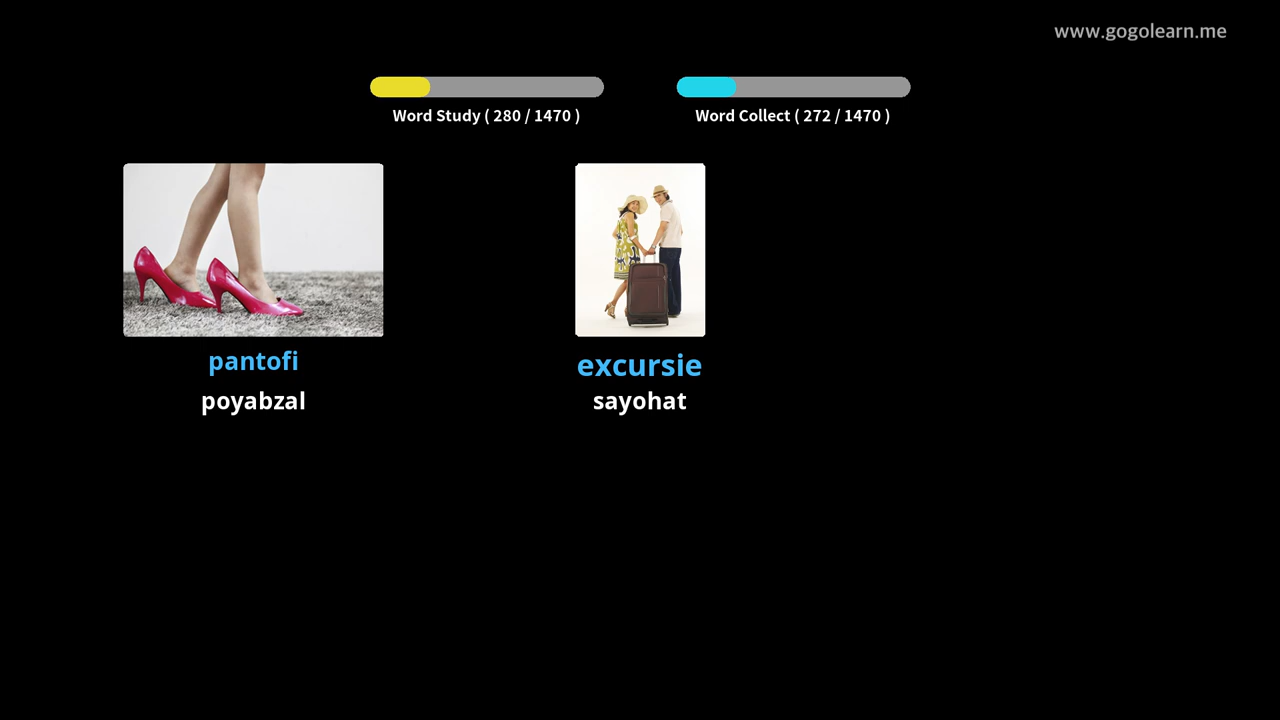 www.gogolearn.me
Word Study ( 280 / 1470 )
Word Collect ( 272 / 1470 )
pantofi
poyabzal
excursie
sayohat